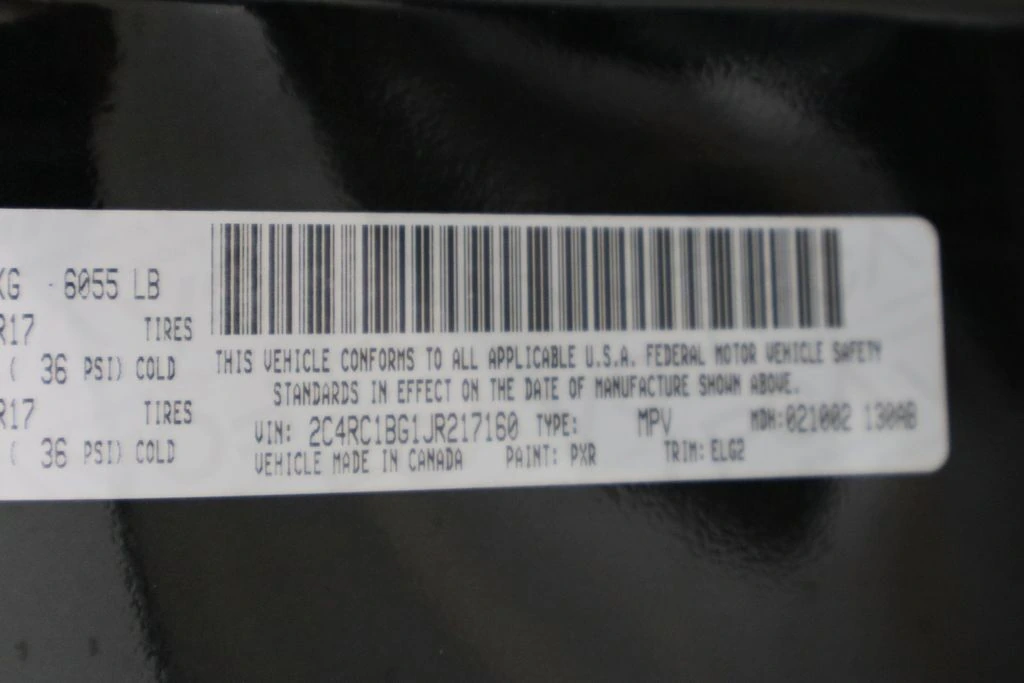 KG 6055 LB
R17 TIRES
( 36 PSI) COLD
R17 TIRES
( 36 PSI) COLD
THIS VEHICLE CONFORMS TO ALL APPLICABLE U.S.A. FEDERAL MOTOR VEHICLE SAFETY
STANDARDS IN EFFECT ON THE DATE OF MANUFACTURE SHOWN ABOVE.
VIN: 2C4RC1BG1JR217160 TYPE: MPV MDH:021002 130AB
VEHICLE MADE IN CANADA PAINT: PXR TRIM: ELG2